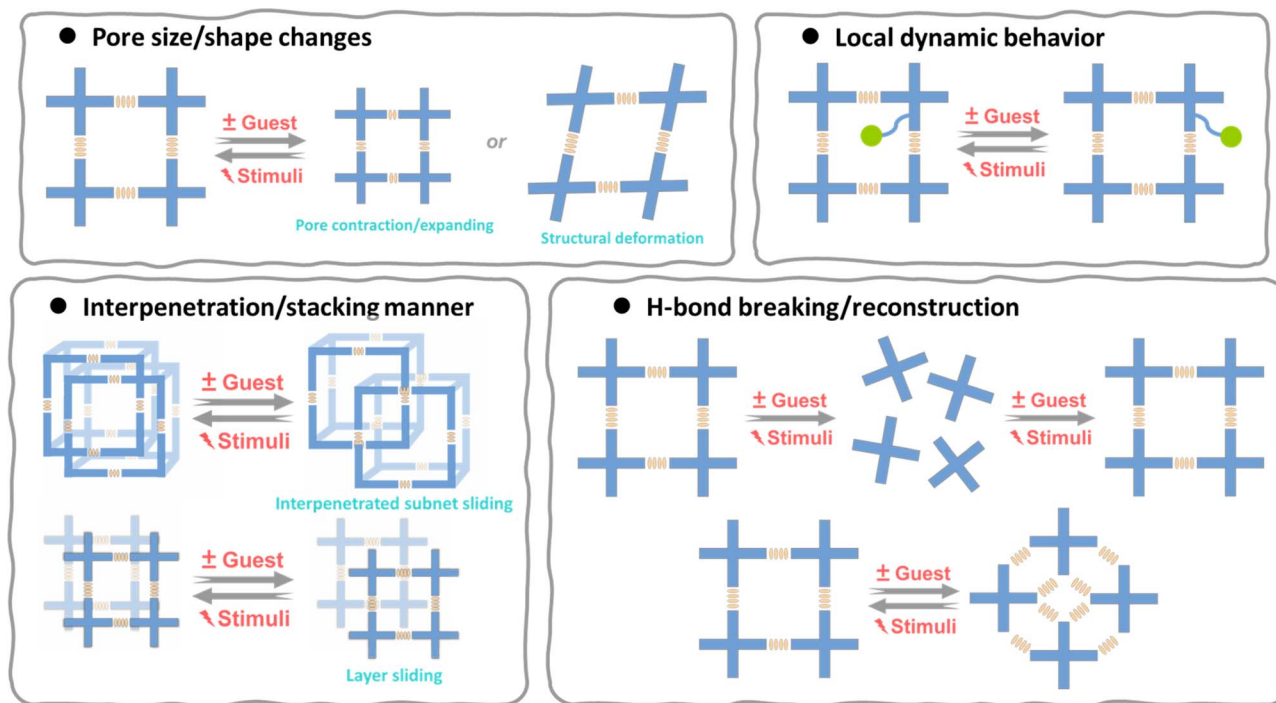 ● Pore size/shape changes
± Guest
Stimuli
or
Pore contraction/expanding
Structural deformation
● Local dynamic behavior
± Guest
Stimuli
● Interpenetration/stacking manner
± Guest
Stimuli
Interpenetrated subnet sliding
± Guest
Stimuli
Layer sliding
● H-bond breaking/reconstruction
± Guest
Stimuli
± Guest
Stimuli
± Guest
Stimuli